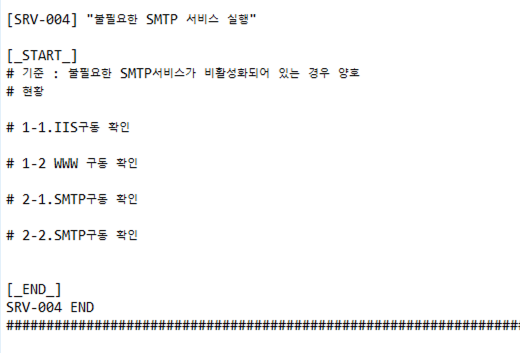 [SRV-004] "불필요한 SMTP 서비스 실행"
[_START_]
# 기준 : 불필요한 SMTP서비스가 비활성화되어 있는 경우 양호
# 현황
# 1-1.IIS구동 확인
# 1-2 WWW 구동 확인
# 2-1.SMTP구동 확인
# 2-2.SMTP구동 확인
[_END_]
SRV-004 END
#################################################################